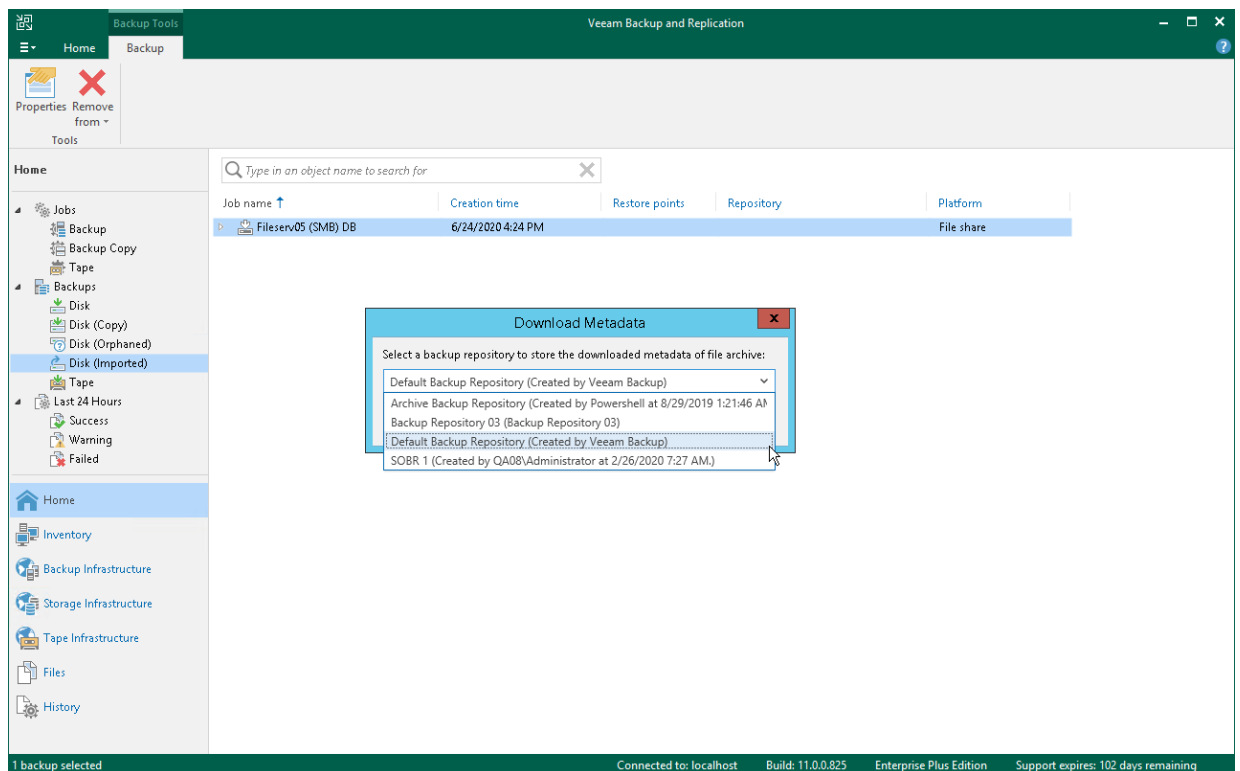 Backup Tools
Veeam Backup and Replication
Home
Backup
Properties
Remove from
Tools
Home
Type in an object name to search for
Jobs
Backup
Backup Copy
Tape
Backups
Disk
Disk (Copy)
Disk (Orphaned)
Disk (Imported)
Tape
Last 24 Hours
Success
Warning
Failed
Home
Inventory
Backup Infrastructure
Storage Infrastructure
Tape Infrastructure
Files
History
Job name Creation time Restore points Repository Platform
Fileserv05 (SMB) DB 6/24/2020 4:24 PM File share
Download Metadata
Select a backup repository to store the downloaded metadata of file archive:
Default Backup Repository (Created by Veeam Backup)
Archive Backup Repository (Created by Powershell at 8/29/2019 1:21:46 AM
Backup Repository 03 (Backup Repository 03)
Default Backup Repository (Created by Veeam Backup)
SOBR 1 (Created by QA08\Administrator at 2/26/2020 7:27 AM.)
1 backup selected
Connected to: localhost Build: 11.0.0.825 Enterprise Plus Edition Support expires: 102 days remaining